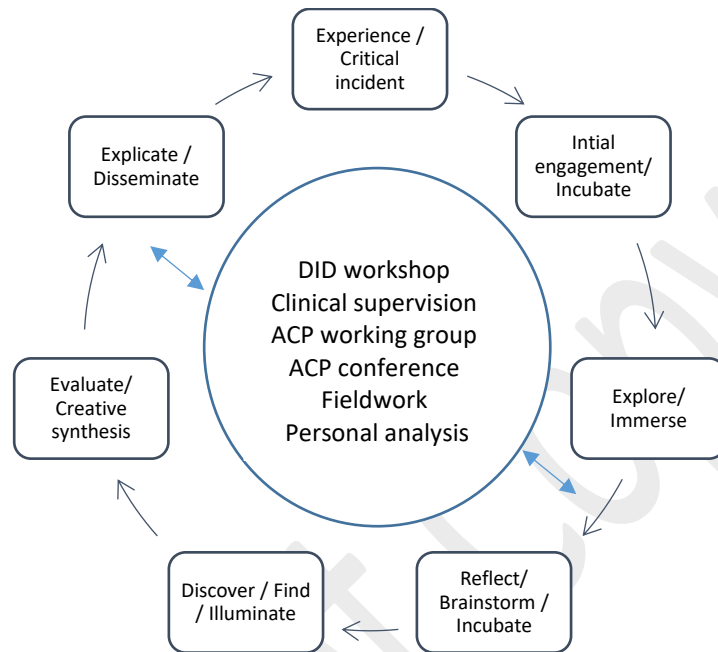 Experience /
Critical
incident
Intial
engagement/
Incubate
Explore/
Immerse
Reflect/
Brainstorm /
Incubate
Discover / Find
/ Illuminate
Evaluate/
Creative
synthesis
Explicate /
Disseminate
DID workshop
Clinical supervision
ACP working group
ACP conference
Fieldwork
Personal analysis